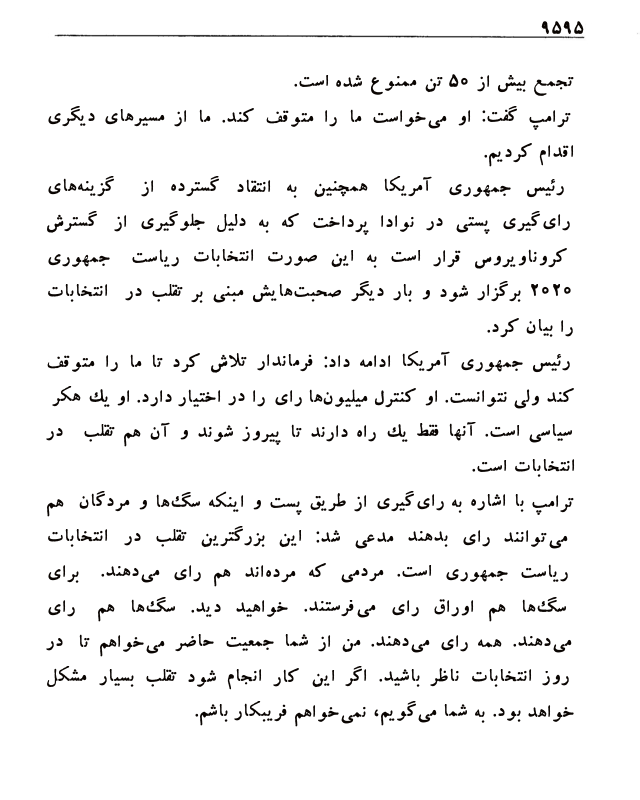 ۹۵۹۵
تجمع بیش از ۵۰ تن ممنوع شده است.
ترامپ گفت: او می‌خواست ما را متوقف کند. ما از مسیرهای دیگری
اقدام کردیم.
رئیس جمهوری آمریکا همچنین به انتقاد گسترده از گزینه‌های
رای‌گیری پستی در نوادا پرداخت که به دلیل جلوگیری از گسترش
کروناویروس قرار است به این صورت انتخابات ریاست جمهوری
۲۰۲۰ برگزار شود و بار دیگر صحبت‌هایش مبنی بر تقلب در انتخابات
را بیان کرد.
رئیس جمهوری آمریکا ادامه داد: فرماندار تلاش کرد تا ما را متوقف
کند ولی نتوانست. او کنترل میلیون‌ها رای را در اختیار دارد. او یك هکر
سیاسی است. آنها فقط یك راه دارند تا پیروز شوند و آن هم تقلب در
انتخابات است.
ترامپ با اشاره به رای‌گیری از طریق پست و اینکه سگ‌ها و مردگان هم
می‌توانند رای بدهند مدعی شد: این بزرگترین تقلب در انتخابات
ریاست جمهوری است. مردمی که مرده‌اند هم رای می‌دهند. برای
سگ‌ها هم اوراق رای می‌فرستند. خواهید دید. سگ‌ها هم رای
می‌دهند. همه رای می‌دهند. من از شما جمعیت حاضر می‌خواهم تا در
روز انتخابات ناظر باشید. اگر این کار انجام شود تقلب بسیار مشکل
خواهد بود. به شما می‌گویم، نمی‌خواهم فریبکار باشم.